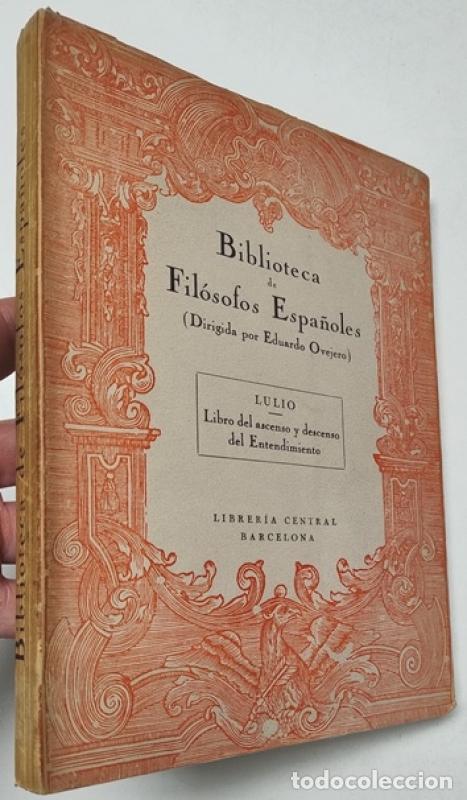 Biblioteca
de
Filósofos Españoles
(Dirigida por Eduardo Ovejero)
LULIO
Libro del ascenso y descenso
del Entendimiento
LIBRERÍA CENTRAL
BARCELONA
Biblioteca de Filósofos Españoles
todocoleccion